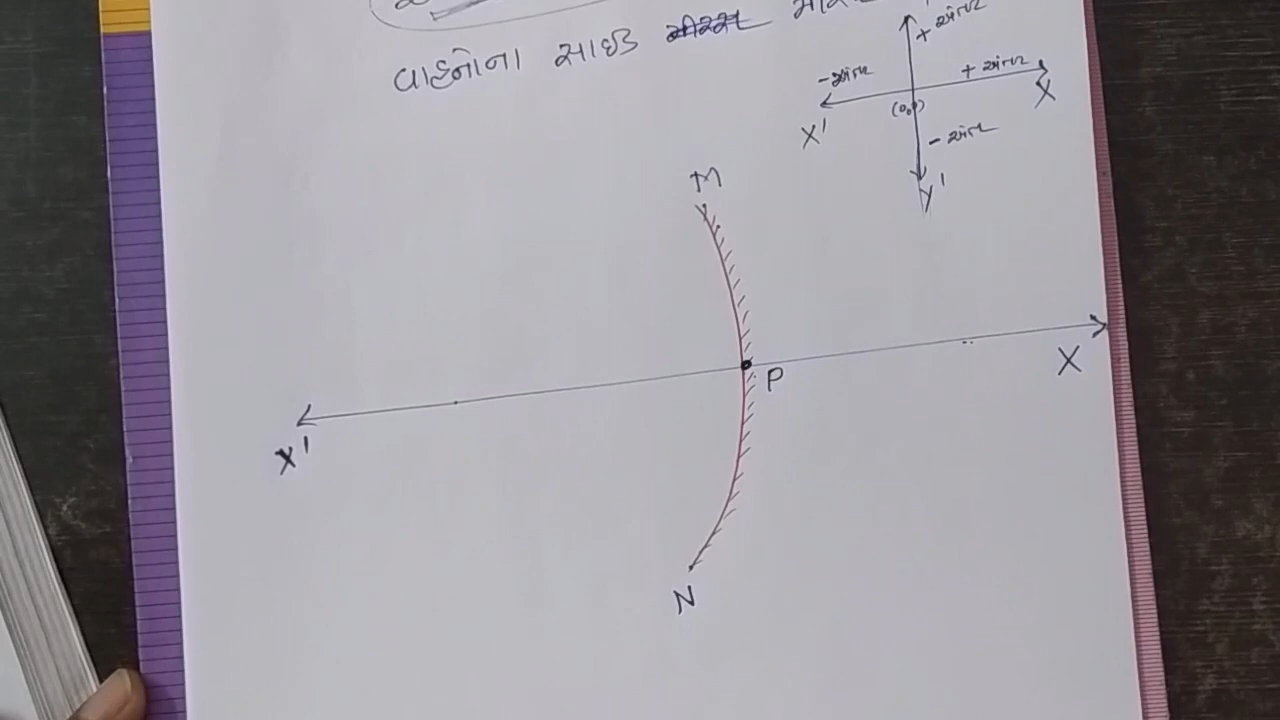 વાહનોના સાઇડ
+ અંતર
- અંતર
+ અંતર
X'
(0,0)
X
- અંતર
Y'
M
P
X
X'
N